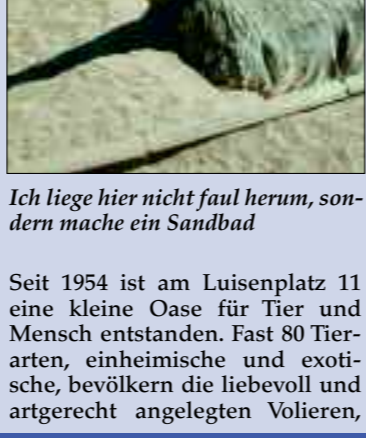 Ich liege hier nicht faul herum, son-
dern mache ein Sandbad
Seit 1954 ist am Luisenplatz 11
eine kleine Oase für Tier und
Mensch entstanden. Fast 80 Tier-
arten, einheimische und exoti-
sche, bevölkern die liebevoll und
artgerecht angelegten Volieren,